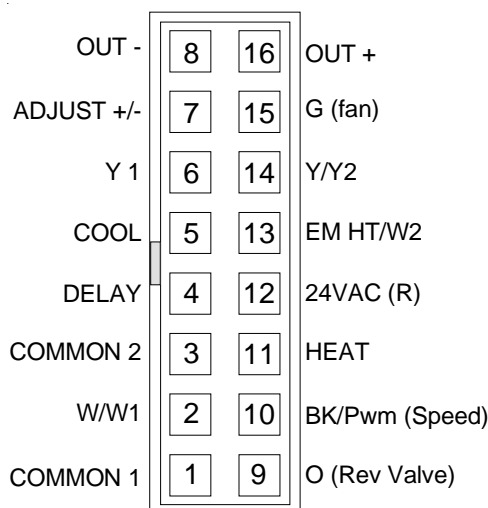 OUT - 8 16 OUT +
ADJUST +/- 7 15 G (fan)
Y 1 6 14 Y/Y2
COOL 5 13 EM HT/W2
DELAY 4 12 24VAC (R)
COMMON 2 3 11 HEAT
W/W1 2 10 BK/Pwm (Speed)
COMMON 1 1 9 O (Rev Valve)